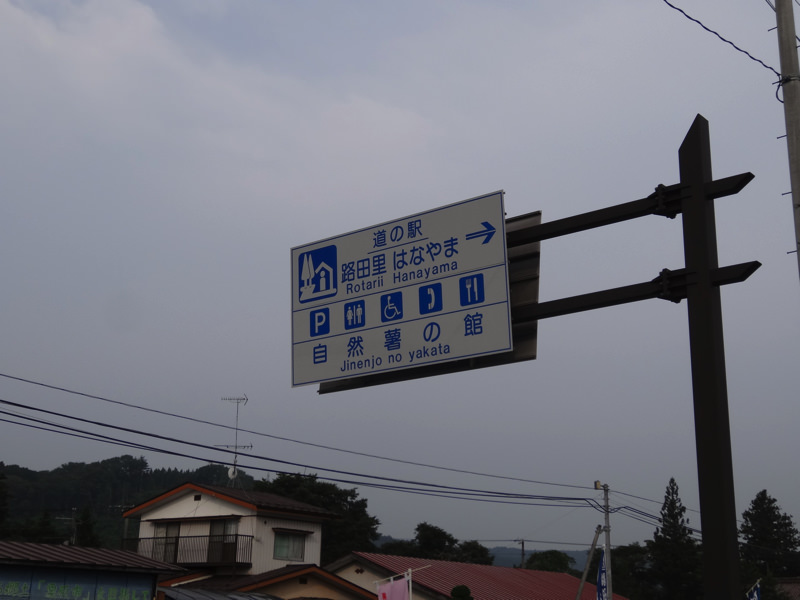 道の駅
路田里 はなやま
Rotarii Hanayama
P
自然薯の館
Jinenjo no yakata